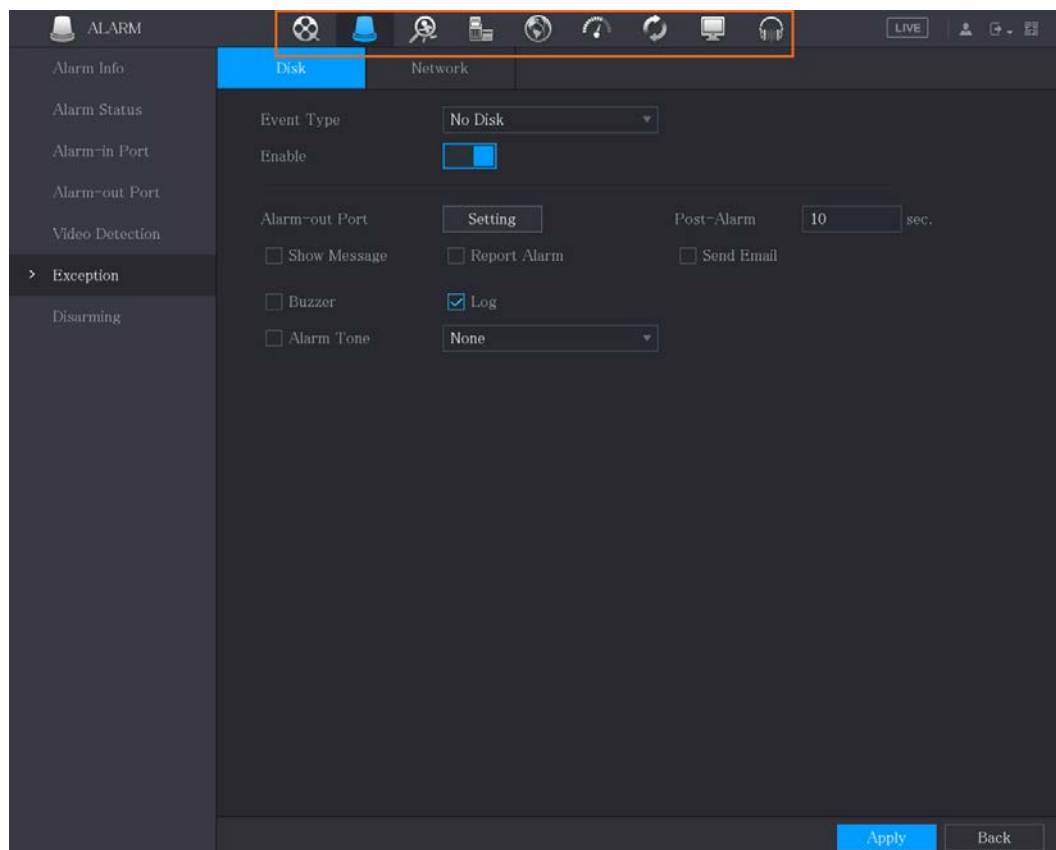 ALARM
LIVE
Alarm Info
Disk Network
Alarm Status
Event Type No Disk
Alarm-in Port
Enable
Alarm-out Port
Alarm-out Port Setting Post-Alarm 10 sec.
Video Detection
Show Message Report Alarm Send Email
> Exception
Buzzer Log
Disarming
Alarm Tone None
Apply Back